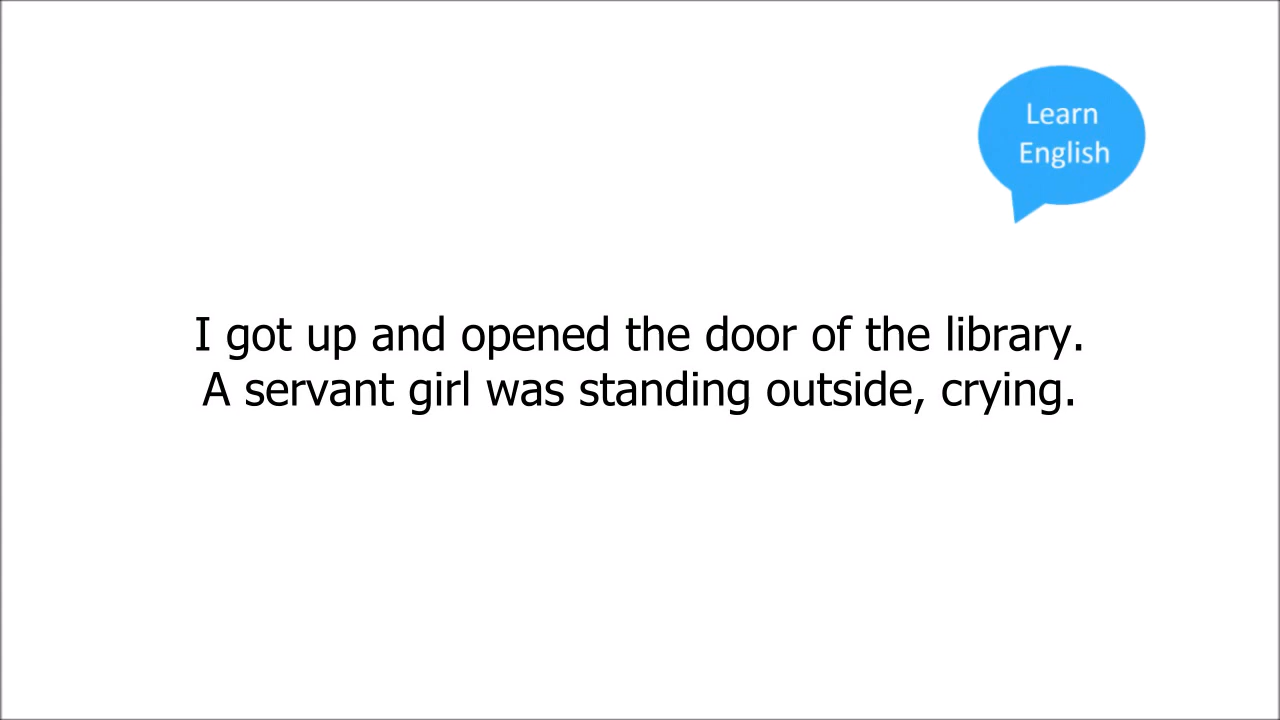 Learn
English
I got up and opened the door of the library.
A servant girl was standing outside, crying.